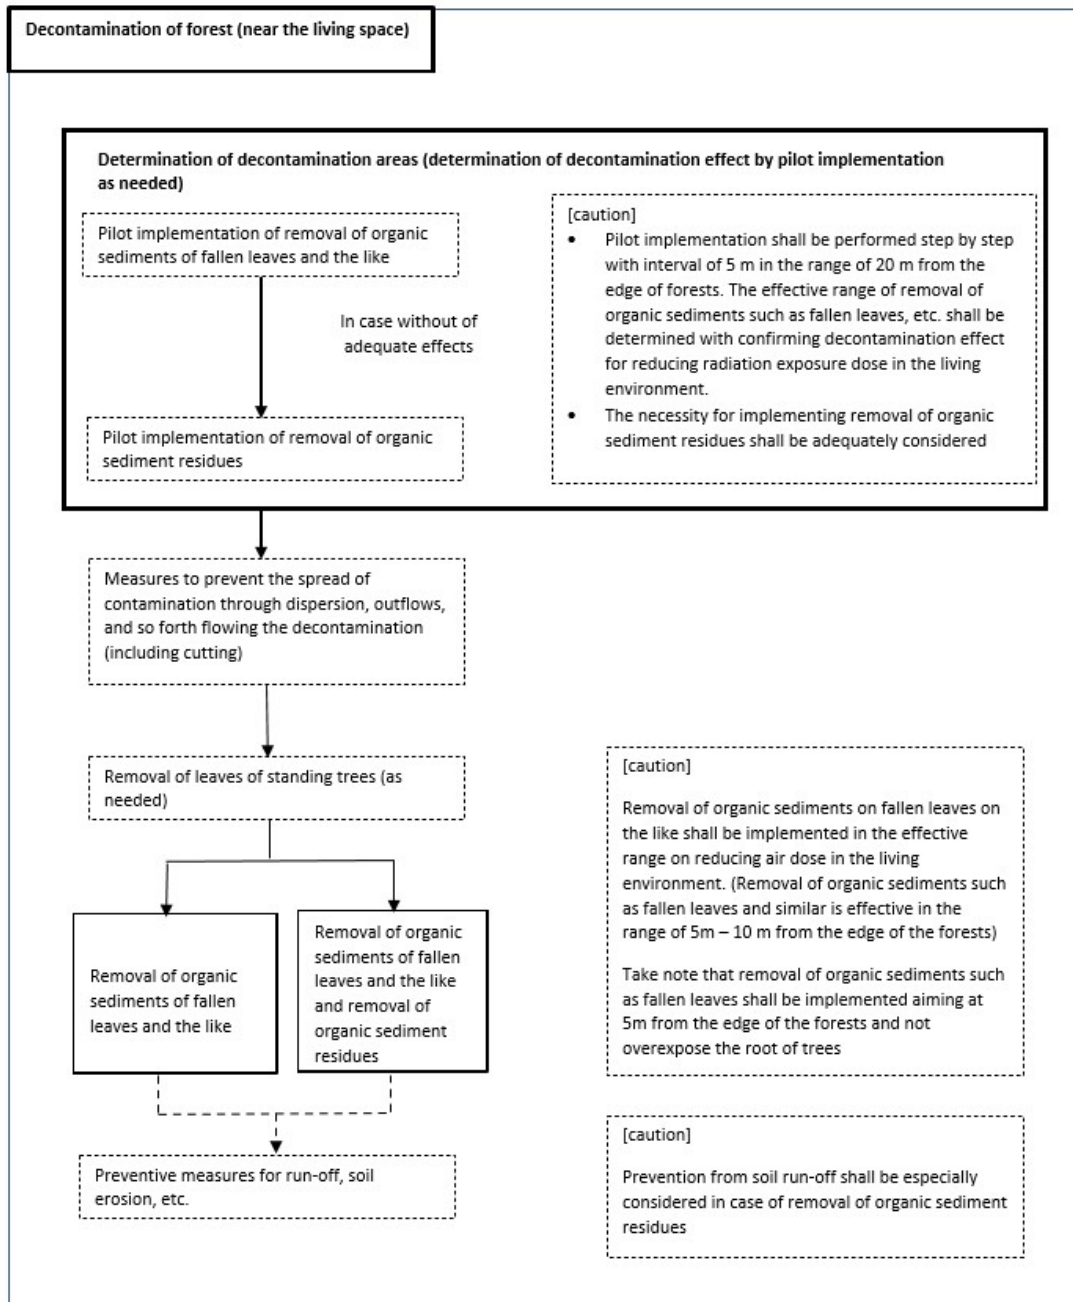 Decontamination of forest (near the living space)
Determination of decontamination areas (determination of decontamination effect by pilot implementation
as needed)
Pilot implementation of removal of organic
sediments of fallen leaves and the like
In case without of
adequate effects
Pilot implementation of removal of organic
sediment residues
[caution]
• Pilot implementation shall be performed step by step
with interval of 5 m in the range of 20 m from the
edge of forests. The effective range of removal of
organic sediments such as fallen leaves, etc. shall be
determined with confirming decontamination effect
for reducing radiation exposure dose in the living
environment.
• The necessity for implementing removal of organic
sediment residues shall be adequately considered
Measures to prevent the spread of
contamination through dispersion, outflows,
and so forth flowing the decontamination
(including cutting)
Removal of leaves of standing trees (as
needed)
Removal of organic
sediments of fallen
leaves and the like
Removal of organic
sediments of fallen
leaves and the like
and removal of
organic sediment
residues
[caution]
Removal of organic sediments on fallen leaves on
the like shall be implemented in the effective
range on reducing air dose in the living
environment. (Removal of organic sediments such
as fallen leaves and similar is effective in the
range of 5m – 10 m from the edge of the forests)
Take note that removal of organic sediments such
as fallen leaves shall be implemented aiming at
5m from the edge of the forests and not
overexpose the root of trees
Preventive measures for run-off, soil
erosion, etc.
[caution]
Prevention from soil run-off shall be especially
considered in case of removal of organic sediment
residues